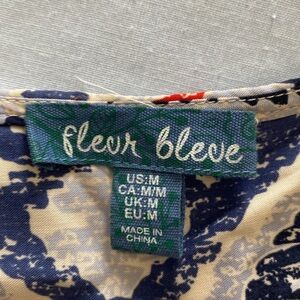 fleur bleue
US:M
CA:M/M
UK:M
EU:M
MADE IN
CHINA